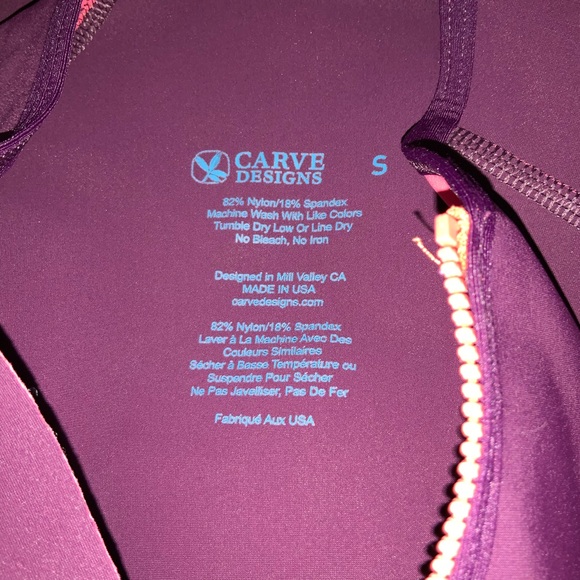 CARVE
DESIGNS
S
82% Nylon/18% Spandex
Machine Wash With Like Colors
Tumble Dry Low Or Line Dry
No Bleach, No Iron
Designed in Mill Valley CA
MADE IN USA
carvedesigns.com
82% Nylon/18% Spandex
Laver à La Machine Avec Des
Couleurs Similaires
Sécher à Basse Température ou
Suspendre Pour Sécher
Ne Pas Javelliser, Pas De Fer
Fabriqué Aux USA